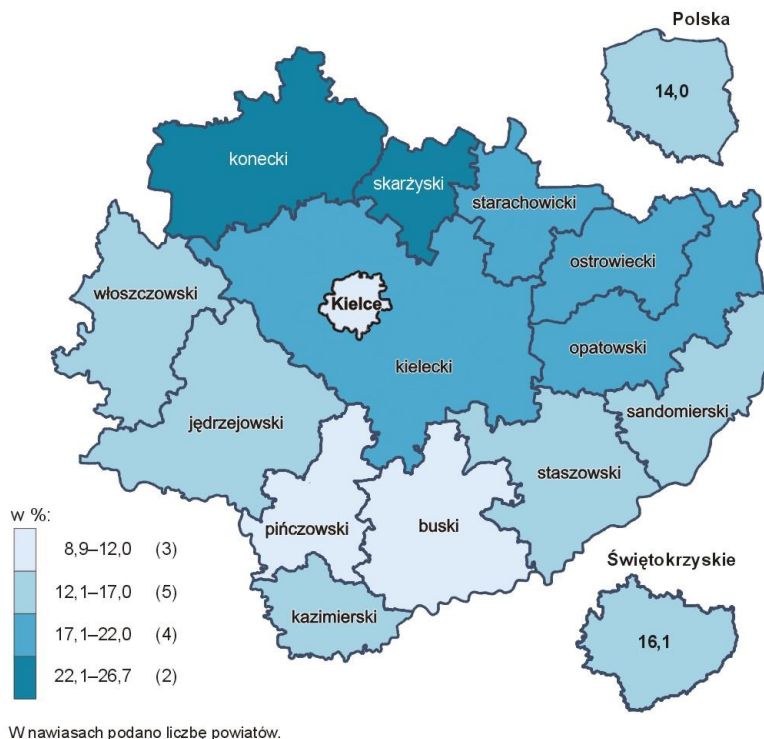 Polska
14,0
konecki
skarżyski
starachowicki
ostrowiecki
włoszczowski
Kielce
opatowski
kielecki
sandomierski
jędrzejowski
staszowski
w %:
pińczowski
buski
8,9–12,0 (3)
Świętokrzyskie
12,1–17,0 (5)
kazimierski
17,1–22,0 (4)
16,1
22,1–26,7 (2)
W nawiasach podano liczbę powiatów.